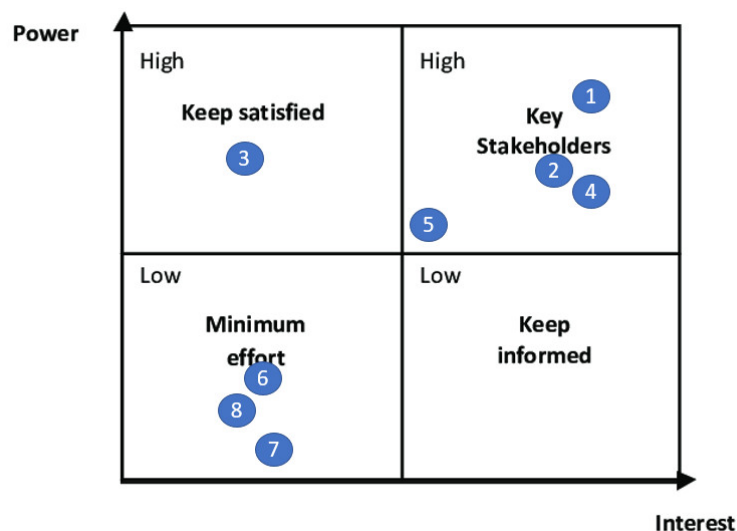 Power
High
High
Keep satisfied
1
Key
Stakeholders
3
2
4
5
Low
Low
Minimum
effort
Keep
informed
6
8
7
Interest